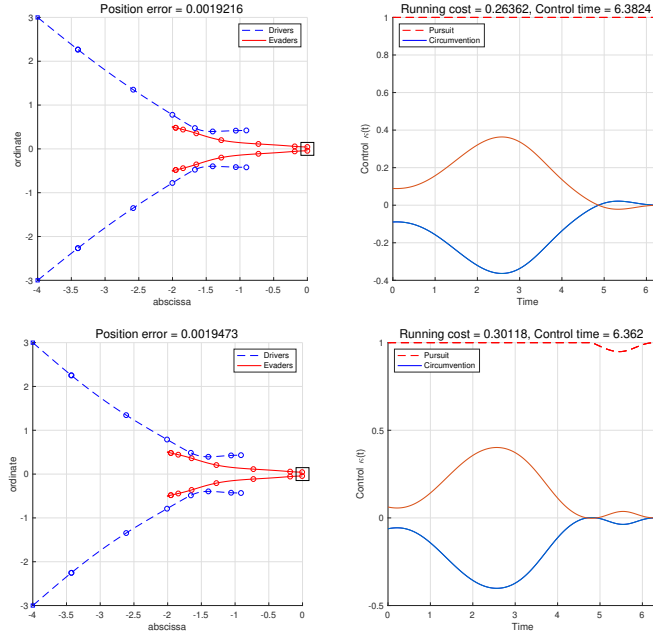 Position error = 0.0019216
3
2
1
0
-1
-2
-3
ordinate
-4
-3.5
-3
-2.5
-2
-1.5
-1
-0.5
0
abscissa
Drivers
Evaders
Running cost = 0.26362, Control time = 6.3824
1
0.8
0.6
0.4
0.2
0
-0.2
-0.4
Control κ(t)
0
1
2
3
4
5
6
Time
Pursuit
Circumvention
Position error = 0.0019473
3
2
1
0
-1
-2
-3
ordinate
-4
-3.5
-3
-2.5
-2
-1.5
-1
-0.5
0
abscissa
Drivers
Evaders
Running cost = 0.30118, Control time = 6.362
1
0.5
0
-0.5
Control κ(t)
0
1
2
3
4
5
6
Time
Pursuit
Circumvention